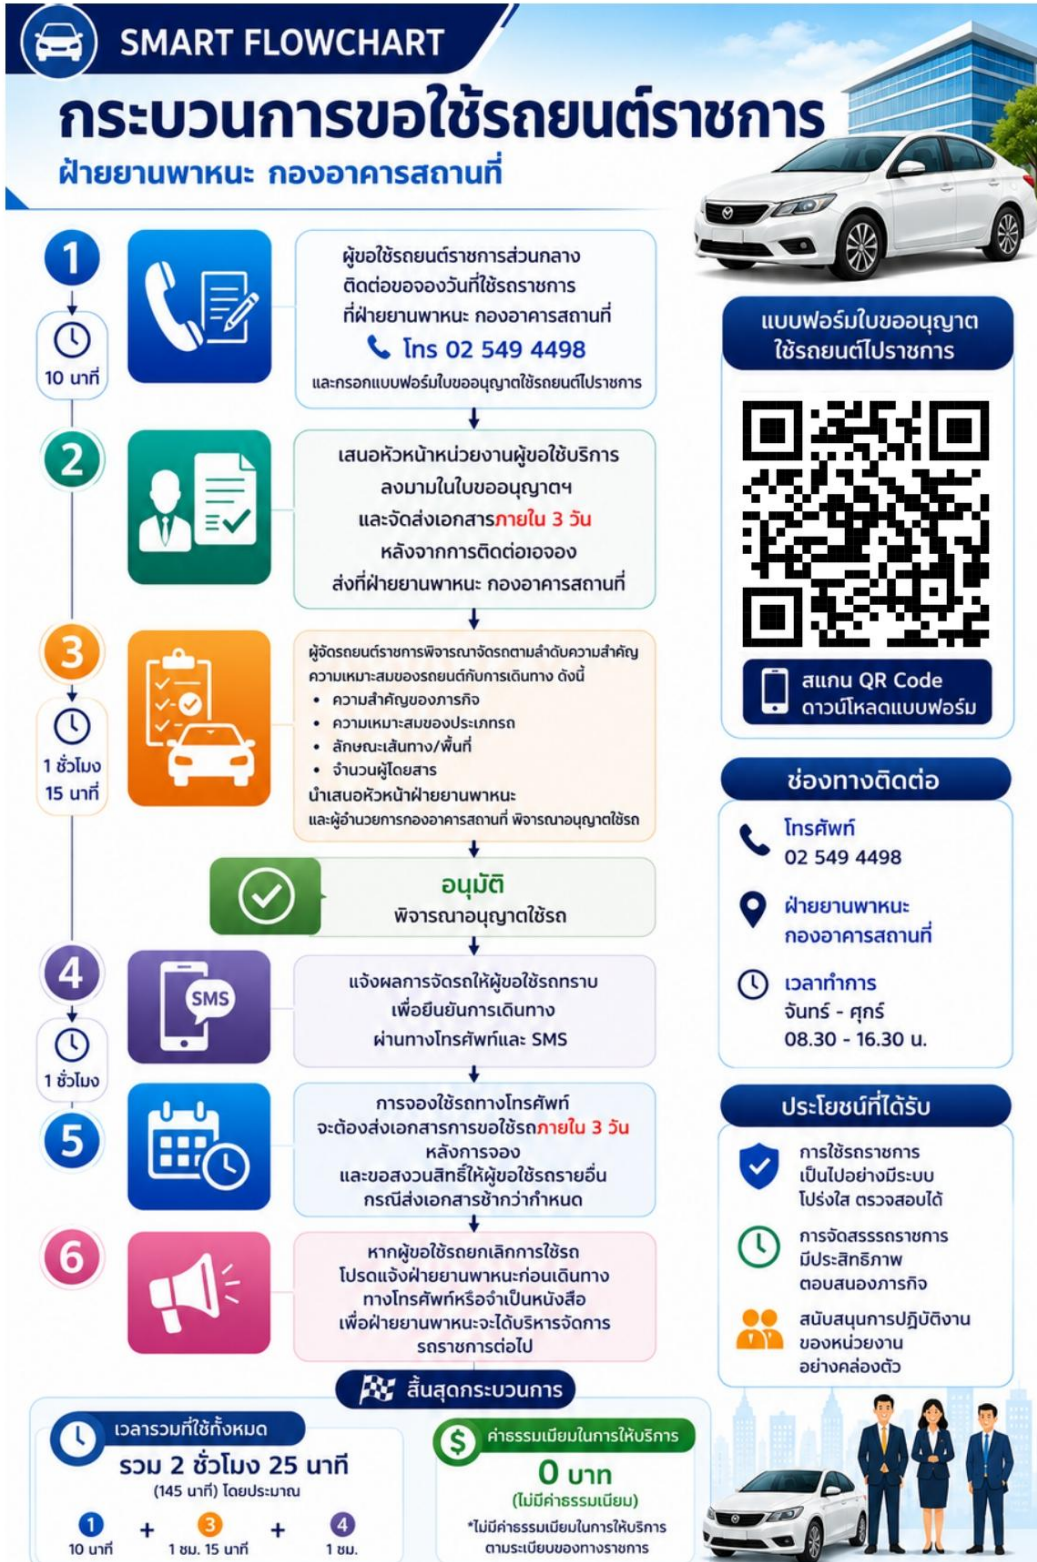 SMART FLOWCHART
กระบวนการขอใช้รถยนต์ราชการ
ฝ่ายยานพาหนะ กองอาคารสถานที่
1
10 นาที่
ผู้ขอใช้รถยนต์ราชการส่วนกลาง
ติดต่อขอจองวันที่ใช้รถราชการ
ที่ฝ่ายยานพาหนะ กองอาคารสถานที่
โทร 02 549 4498
และกรอกแบบฟอร์มใบขออนุญาตใช้รถยนต์ไปราชการ
2
เสนอหัวหน้าหน่วยงานผู้ขอใช้บริการ
ลงมามในใบขออนุญาตฯ
และจัดส่งเอกสารภายใน 3 วัน
หลังจากการติดต่อเอจอง
ส่งที่ฝ่ายยานพาหนะ กองอาคารสถานที่
3
1 ชั่วโมง
15 นาที่
ผู้จัดรถยนต์ราชการพิจารณาจัดรถตามลำดับความสำคัญ
ความเหมาะสมของรถยนต์กับการเดินทาง ดังนี้
• ความสำคัญของภารกิจ
• ความเหมาะสมของประเภทรถ
• ลักษณะเส้นทาง/พื้นที่
• จำนวนผู้โดยสาร
นำเสนอหัวหน้าฝ่ายยานพาหนะ
และผู้อำนวยการกองอาคารสถานที่ พิจารณาอนุญาตใช้รถ
อนุมัติ
พิจารณาอนุญาตใช้รถ
4
1 ชั่วโมง
SMS
แจ้งผลการจัดรถให้ผู้ขอใช้รถทราบ
เพื่อยืนยันการเดินทาง
ผ่านทางโทรศัพท์และ SMS
5
การจองใช้รถทางโทรศัพท์
จะต้องส่งเอกสารการขอใช้รถภายใน 3 วัน
หลังการจอง
และขอสงวนสิทธิ์ให้ผู้ขอใช้รถรายอื่น
กรณีส่งเอกสารช้ากว่ากำหนด
6
หากผู้ขอใช้รถยกเลิกการใช้รถ
โปรดแจ้งฝ่ายยานพาหนะก่อนเดินทาง
ทางโทรศัพท์หรือจำเป็นหนังสือ
เพื่อฝ่ายยานพาหนะจะได้บริหารจัดการ
รถราชการต่อไป
สิ้นสุดกระบวนการ
เวลารวมที่ใช้ทั้งหมด
รวม 2 ชั่วโมง 25 นาที
(145 นาที) โดยประมาณ
1 + 3 + 4
10 นาที 1 ชม. 15 นาที 1 ชม.
ค่าธรรมเมียมในการให้บริการ
0 บาท
(ไม่มีค่าธรรมเนียม)
*ไม่มีค่าธรรมเมียมในการให้บริการ
ตามระเบียบของทางราชการ
แบบฟอร์มใบขออนุญาต
ใช้รถยนต์ไปราชการ
สแกน QR Code
ดาวน์โหลดแบบฟอร์ม
ช่องทางติดต่อ
โทรศัพท์
02 549 4498
ฝ่ายยานพาหนะ
กองอาคารสถานที่
เวลาทำการ
จันทร์ - ศุกร์
08.30 - 16.30 น.
ประโยชน์ที่ได้รับ
การใช้รถราชการ
เป็นไปอย่างมีระบบ
โปร่งใส ตรวจสอบได้
การจัดสรรรถราชการ
มีประสิทธิภาพ
ตอบสนองภารกิจ
สนับสนุนการปฏิบัติงาน
ของหน่วยงาน
อย่างคล่องตัว